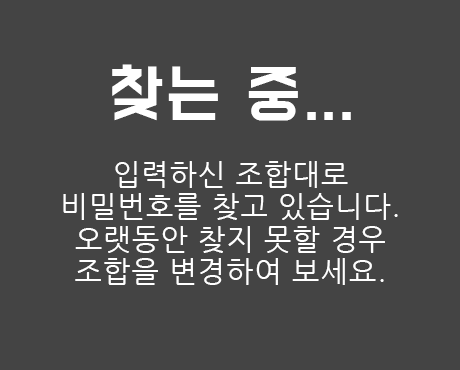 찾는 중...
입력하신 조합대로
비밀번호를 찾고 있습니다.
오랫동안 찾지 못할 경우
조합을 변경하여 보세요.